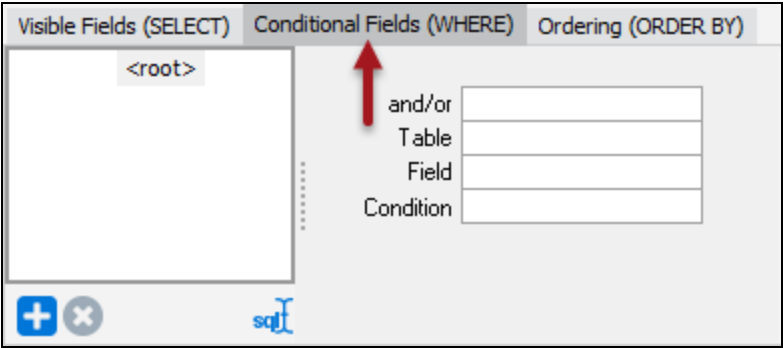 Visible Fields (SELECT) Conditional Fields (WHERE) Ordering (ORDER BY)
<root>
and/or
Table
Field
Condition
sql